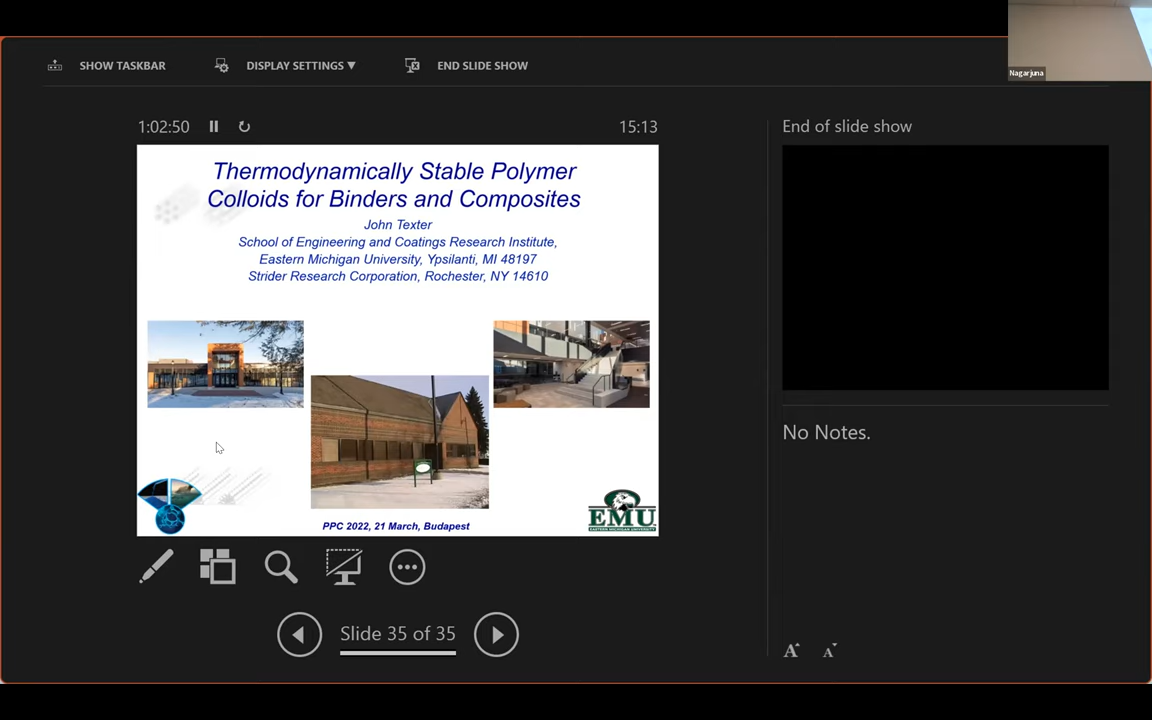 Nagarjuna
SHOW TASKBAR
DISPLAY SETTINGS ▼
END SLIDE SHOW
1:02:50
15:13
Thermodynamically Stable Polymer
Colloids for Binders and Composites
John Texter
School of Engineering and Coatings Research Institute,
Eastern Michigan University, Ypsilanti, MI 48197
Strider Research Corporation, Rochester, NY 14610
PPC 2022, 21 March, Budapest
EMU
EASTERN MICHIGAN UNIVERSITY
Slide 35 of 35
End of slide show
No Notes.
A A